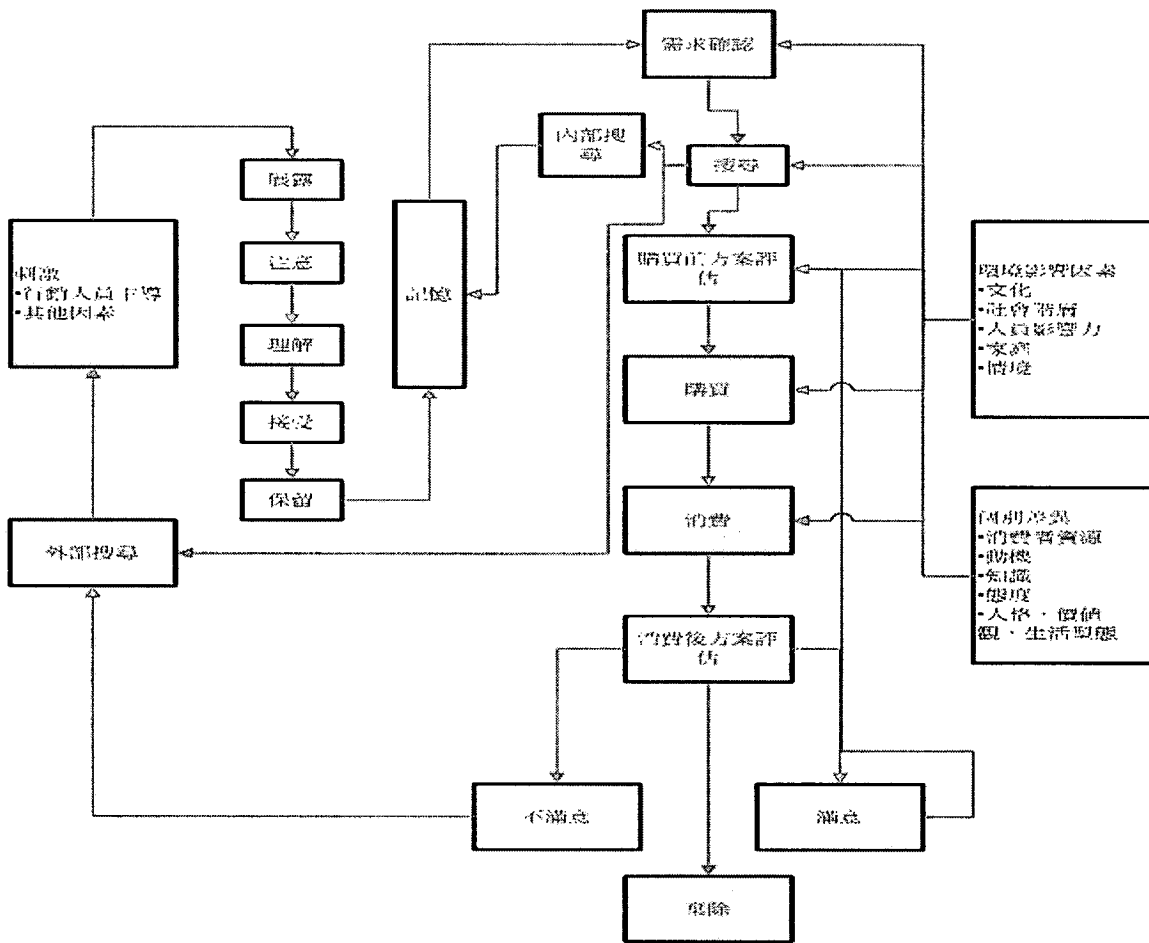 需求確認
內部搜
尋
搜尋
展露
刺激
•行銷人員主導
•其他因素
注意
記憶
購買前方案評
估
環境影響因素
•文化
•社會階層
•人員影響力
•家庭
•情境
理解
購買
接受
保留
外部搜尋
消費
個別差異
•消費者資源
•動機
•知識
•態度
•人格、價值
觀、生活型態
消費後方案評
估
不滿意
滿意
棄除